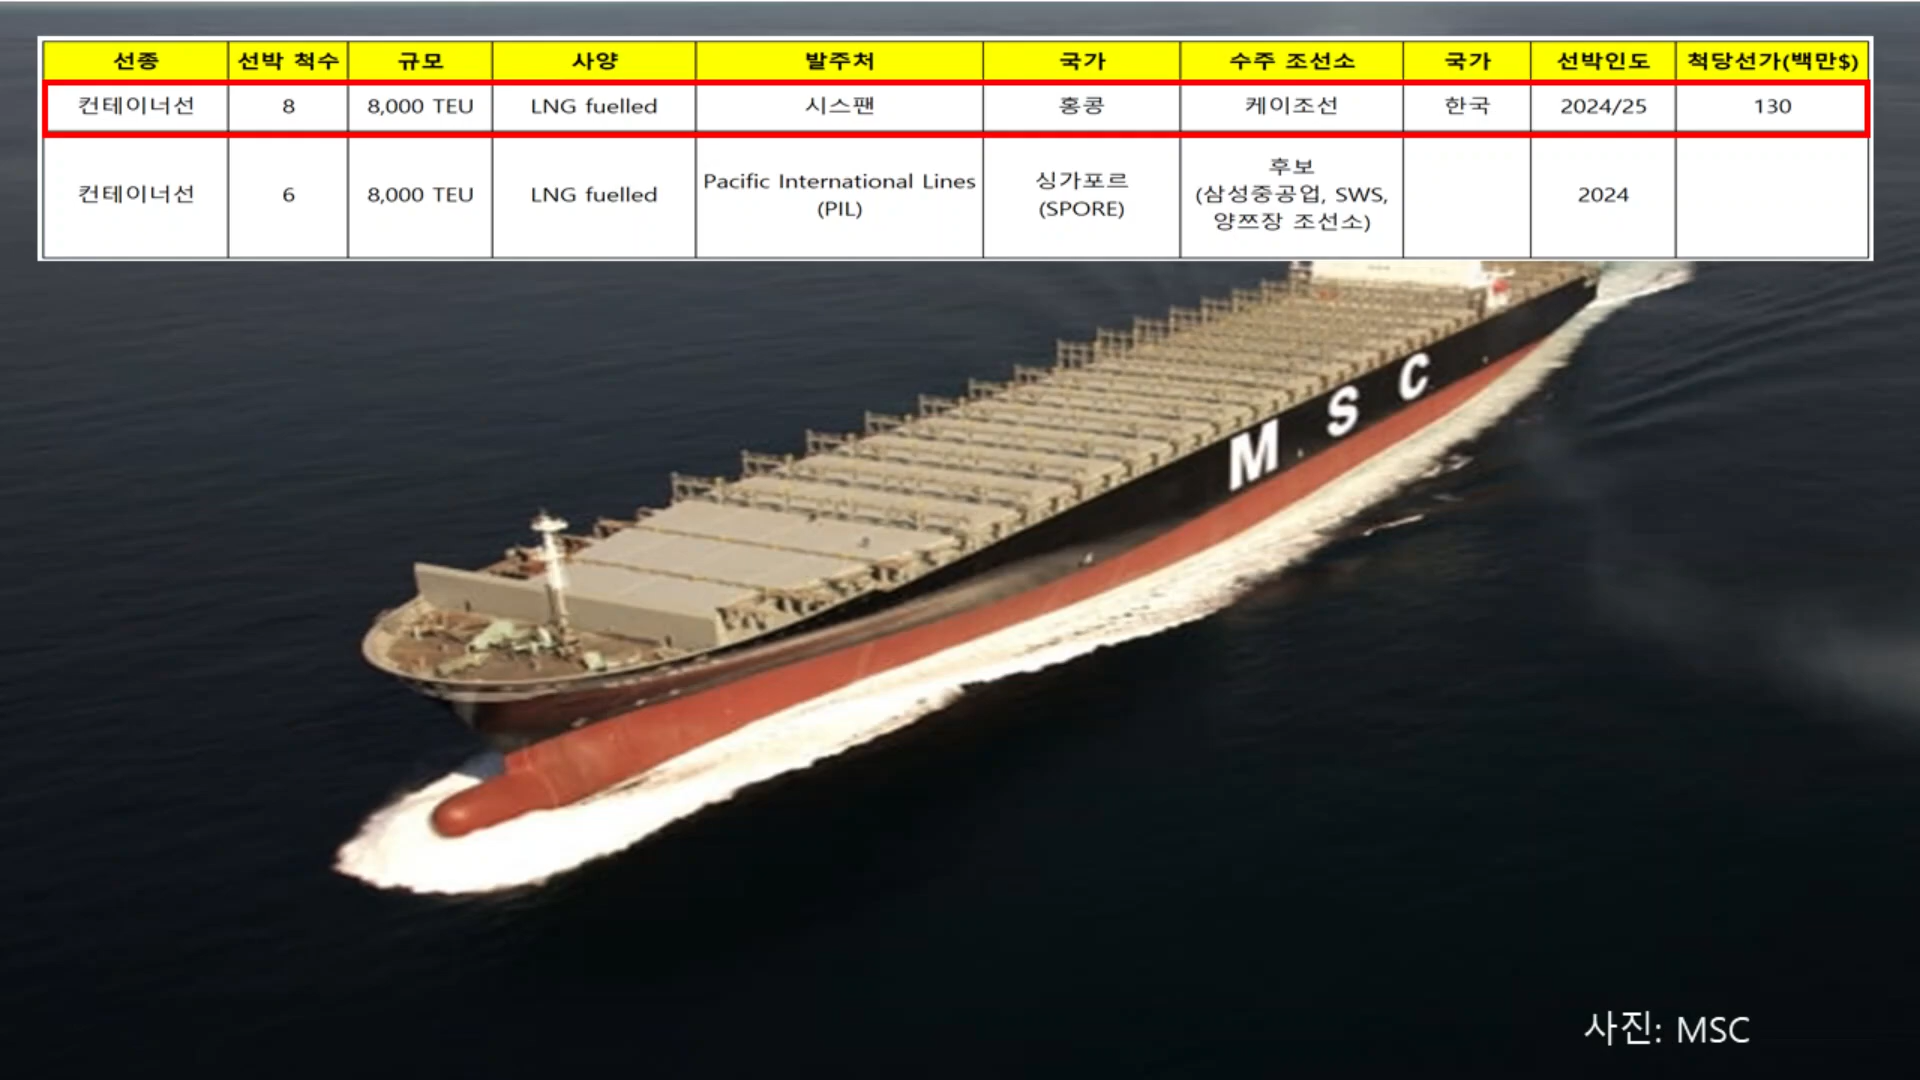 선종 선박 척수 규모 사양 발주처 국가 수주 조선소 국가 선박인도 척당선가(백만$)
컨테이너선 8 8,000 TEU LNG fuelled 시스팬 홍콩 케이조선 한국 2024/25 130
컨테이너선 6 8,000 TEU LNG fuelled Pacific International Lines (PIL) 싱가포르 (SPORE) 후보 (삼성중공업, SWS, 양쯔장 조선소) 2024
M S C
사진: MSC